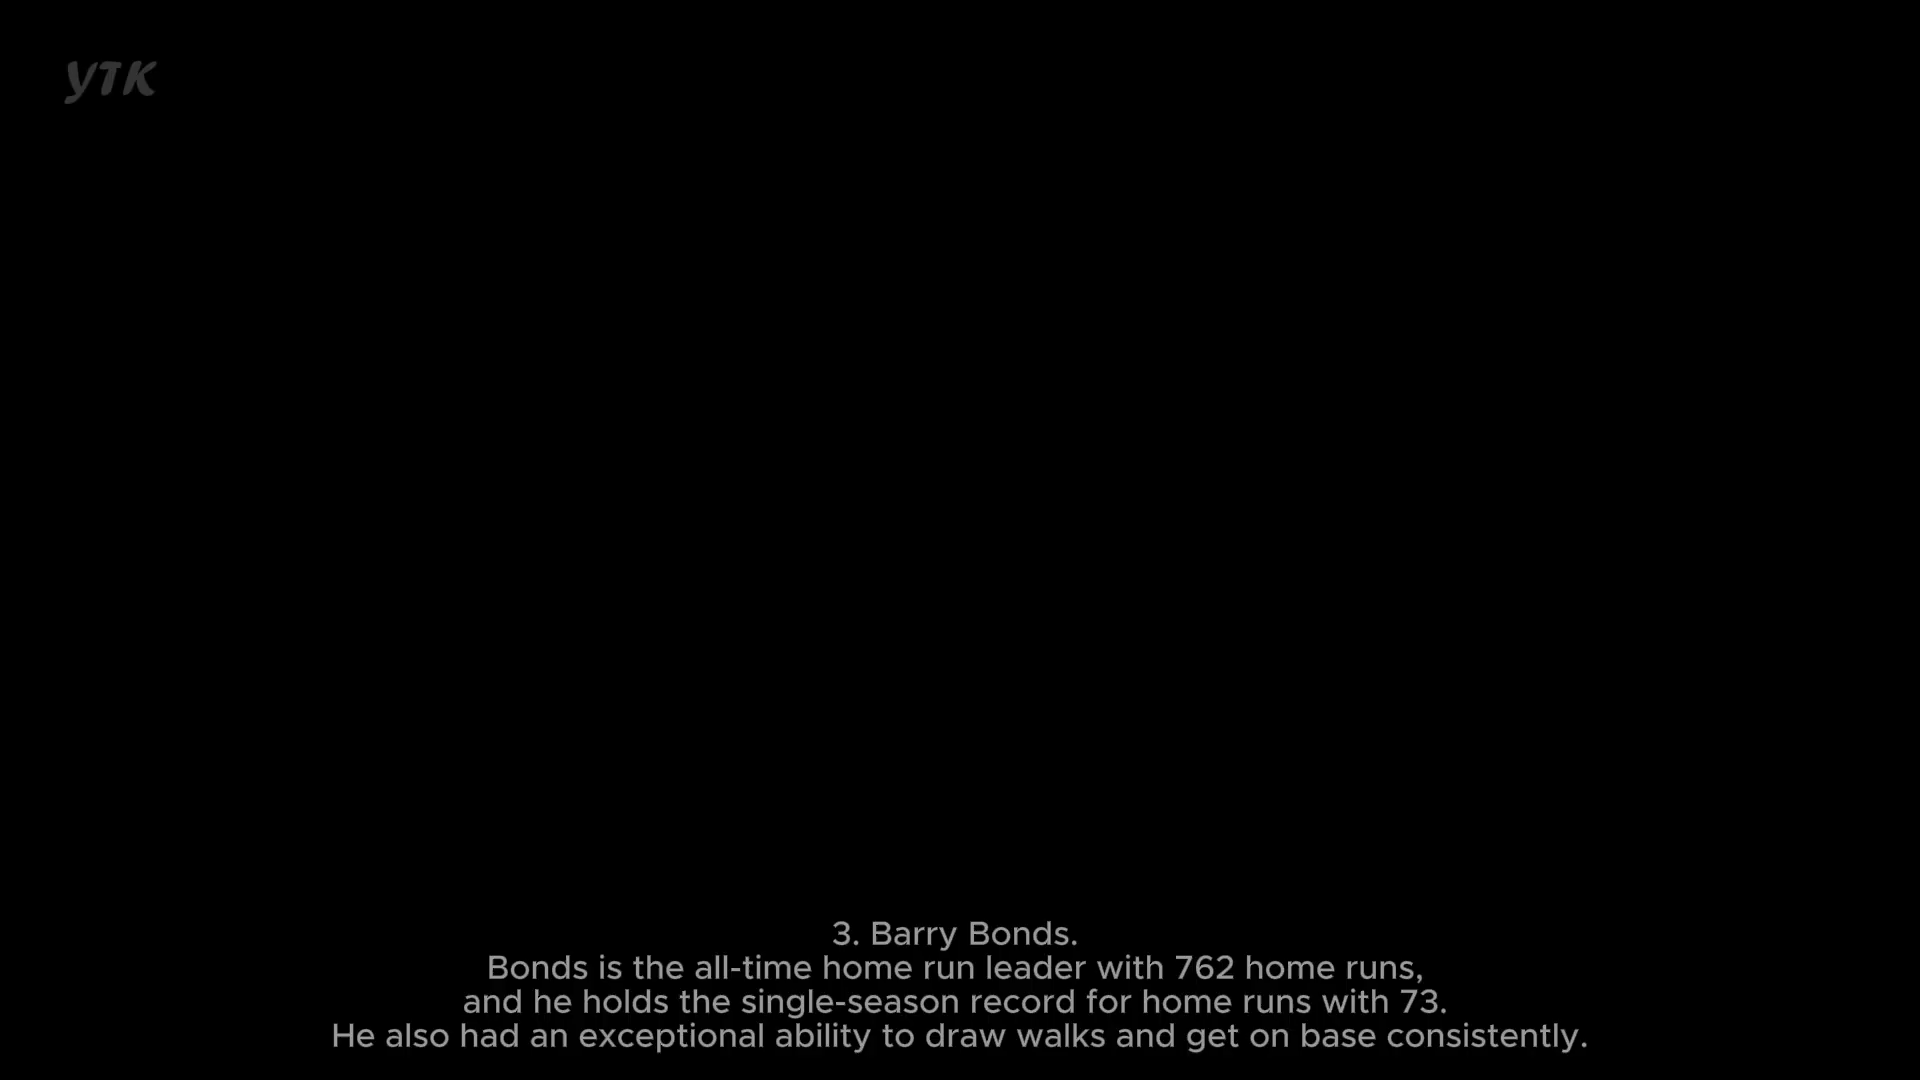 YTK
3. Barry Bonds.
Bonds is the all-time home run leader with 762 home runs,
and he holds the single-season record for home runs with 73.
He also had an exceptional ability to draw walks and get on base consistently.